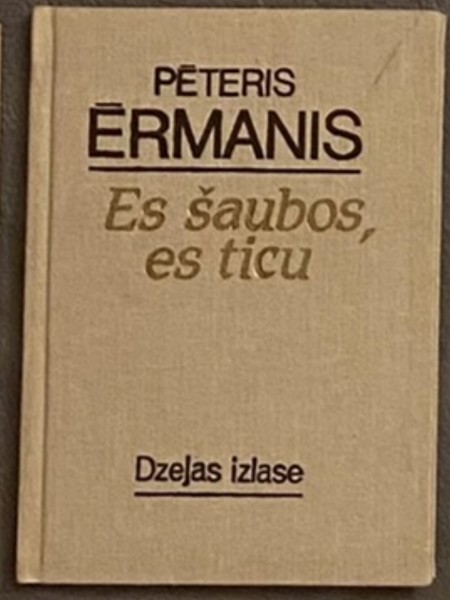 PĒTERIS
ĒRMANIS
Es šaubos,
es ticu
Dzejas izlase